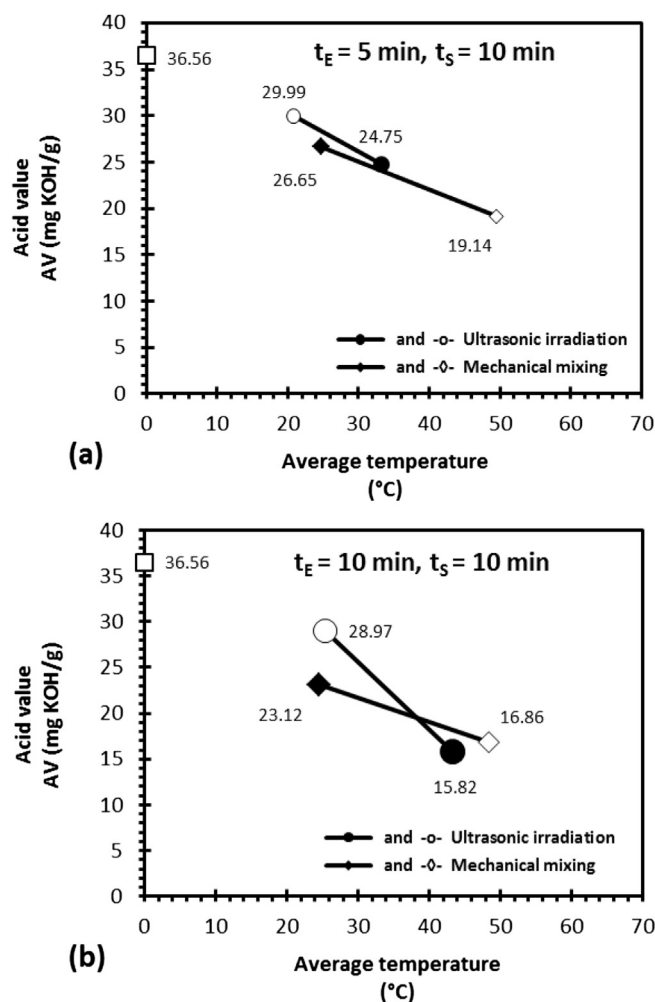 40
35
30
25
20
15
10
5
0
Acid value
AV (mg KOH/g)
36.56
tE = 5 min, tS = 10 min
29.99
24.75
26.65
19.14
and -o- Ultrasonic irradiation
and -◊- Mechanical mixing
0 10 20 30 40 50 60 70
(a)
Average temperature
(°C)
40
35
30
25
20
15
10
5
0
Acid value
AV (mg KOH/g)
36.56
tE = 10 min, tS = 10 min
28.97
23.12
16.86
15.82
and -o- Ultrasonic irradiation
and -◊- Mechanical mixing
0 10 20 30 40 50 60 70
(b)
Average temperature
(°C)